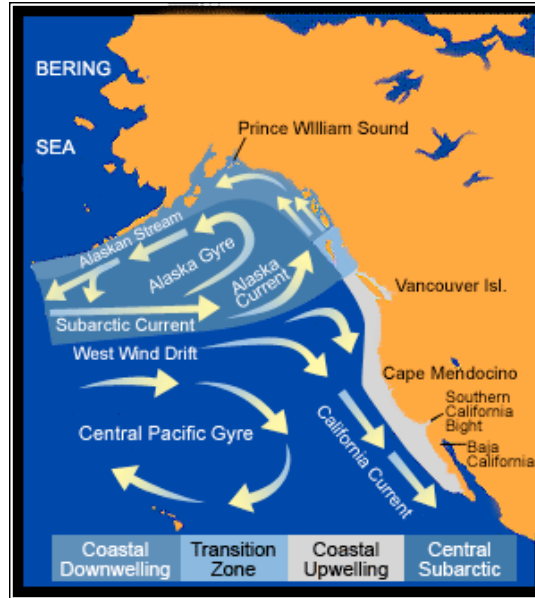 BERING
SEA
Prince William Sound
Alaskan Stream
Alaska Gyre
Alaska
Current
Vancouver Isl.
Subarctic Current
West Wind Drift
Cape Mendocino
Southern
California
Bight
Central Pacific Gyre
California Current
Baja
California
Coastal
Downwelling
Transition
Zone
Coastal
Upwelling
Central
Subarctic